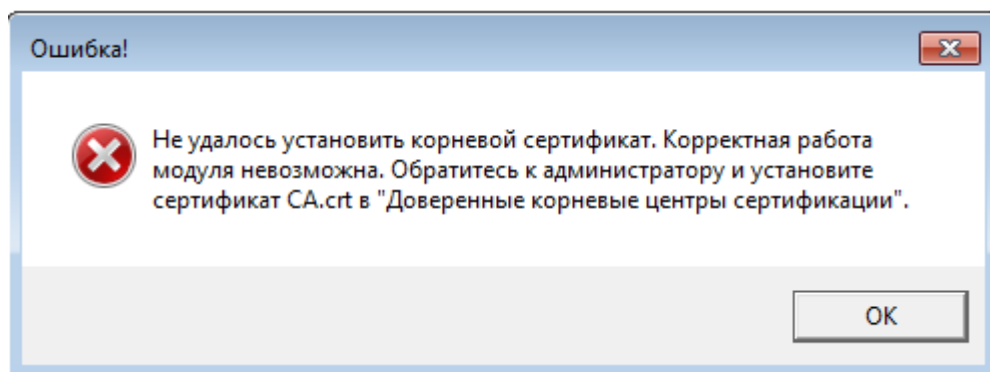 Ошибка!
Не удалось установить корневой сертификат. Корректная работа
модуля невозможна. Обратитесь к администратору и установите
сертификат CA.crt в "Доверенные корневые центры сертификации".
OK